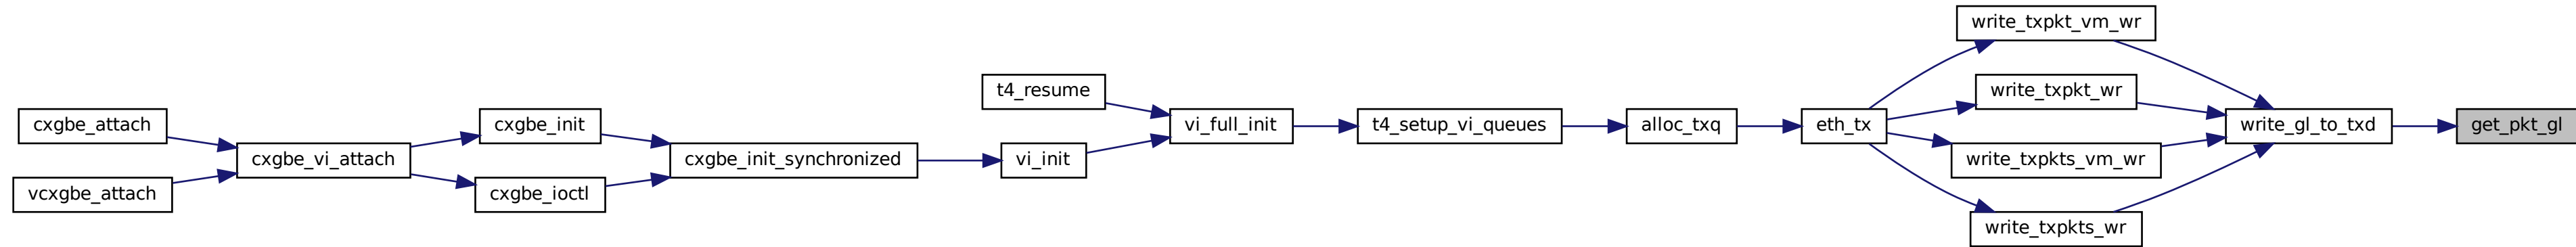 cxgbe_attach
vcxgbe_attach
cxgbe_vi_attach
cxgbe_init
cxgbe_ioctl
cxgbe_init_synchronized
t4_resume
vi_init
vi_full_init
t4_setup_vi_queues
alloc_txq
eth_tx
write_txpkt_vm_wr
write_txpkt_wr
write_txpkts_vm_wr
write_txpkts_wr
write_gl_to_txd
get_pkt_gl